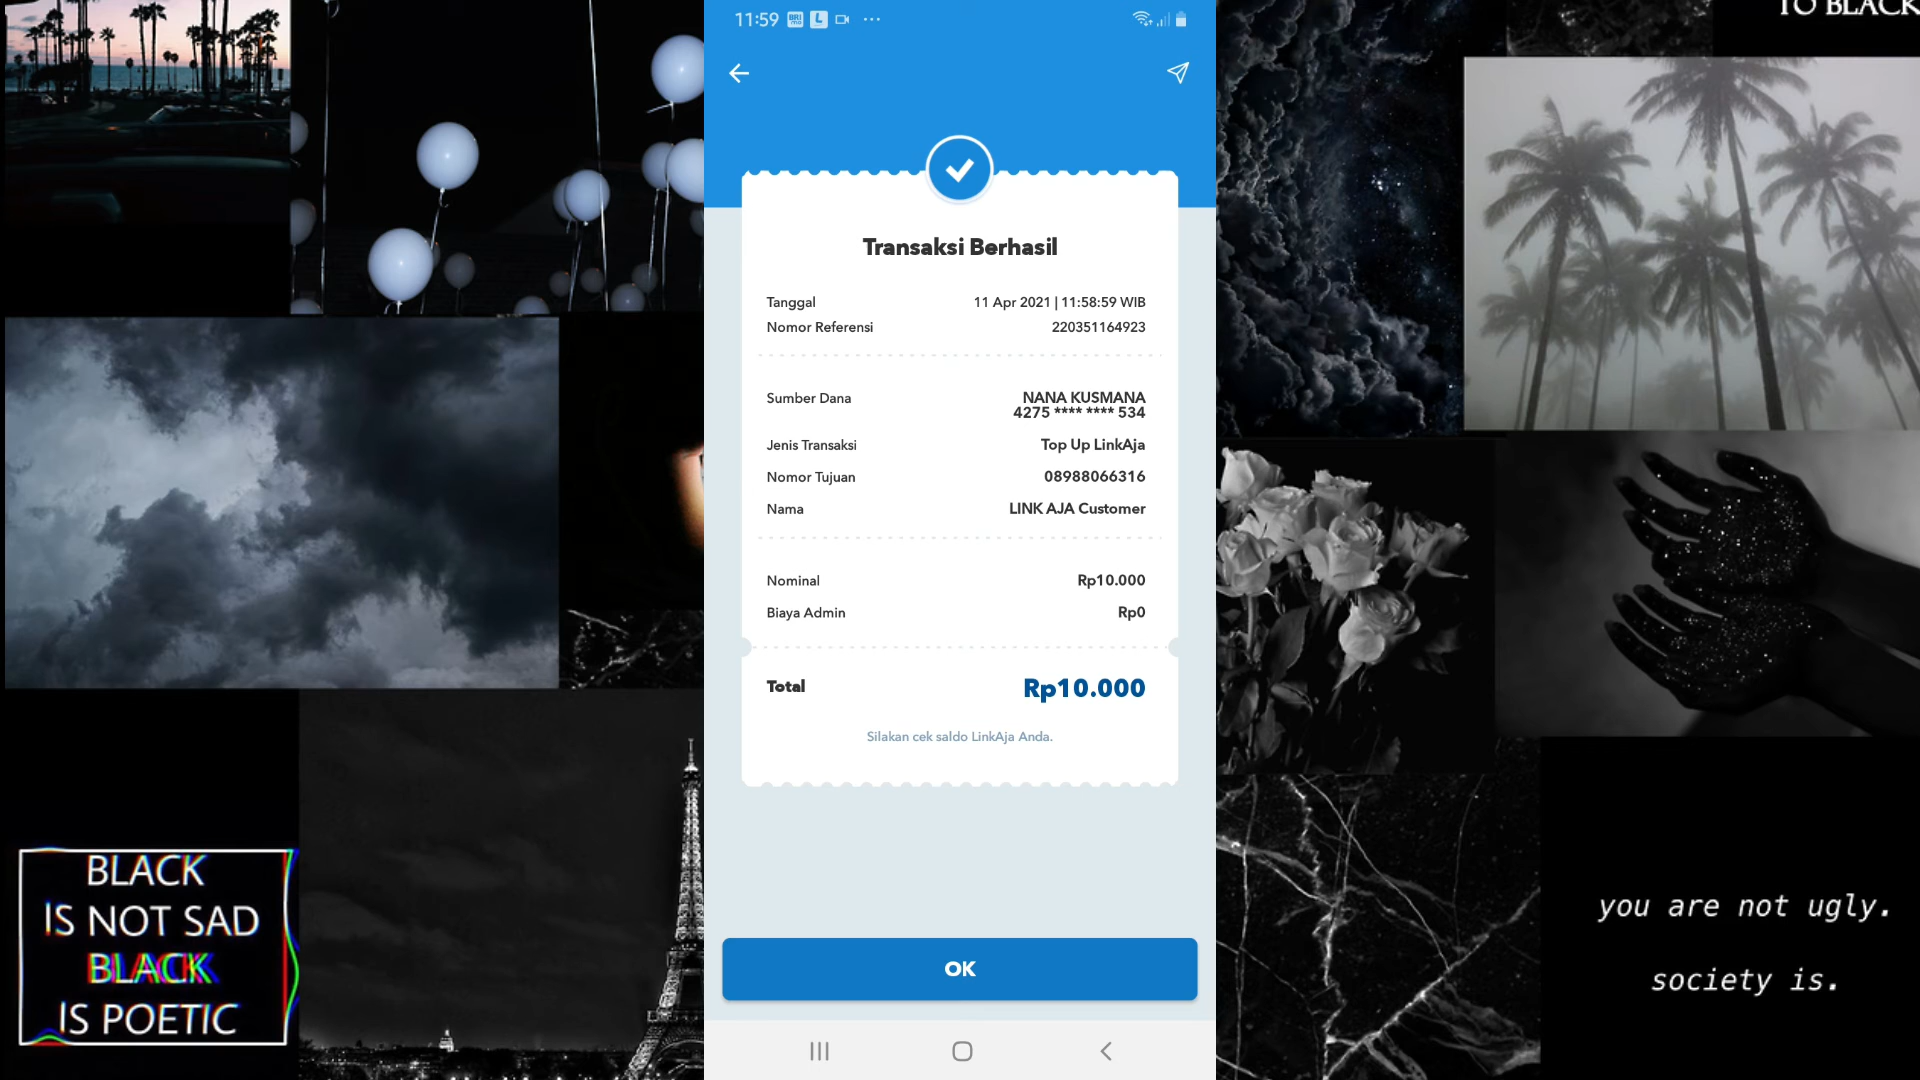 TO BLACK
11:59
Transaksi Berhasil
Tanggal 11 Apr 2021 | 11:58:59 WIB
Nomor Referensi 220351164923
Sumber Dana NANA KUSMANA
4275 **** **** 534
Jenis Transaksi Top Up LinkAja
Nomor Tujuan 08988066316
Nama LINK AJA Customer
Nominal Rp10.000
Biaya Admin Rp0
Total Rp10.000
Silakan cek saldo LinkAja Anda.
OK
BLACK
IS NOT SAD
BLACK
IS POETIC
you are not ugly.
society is.